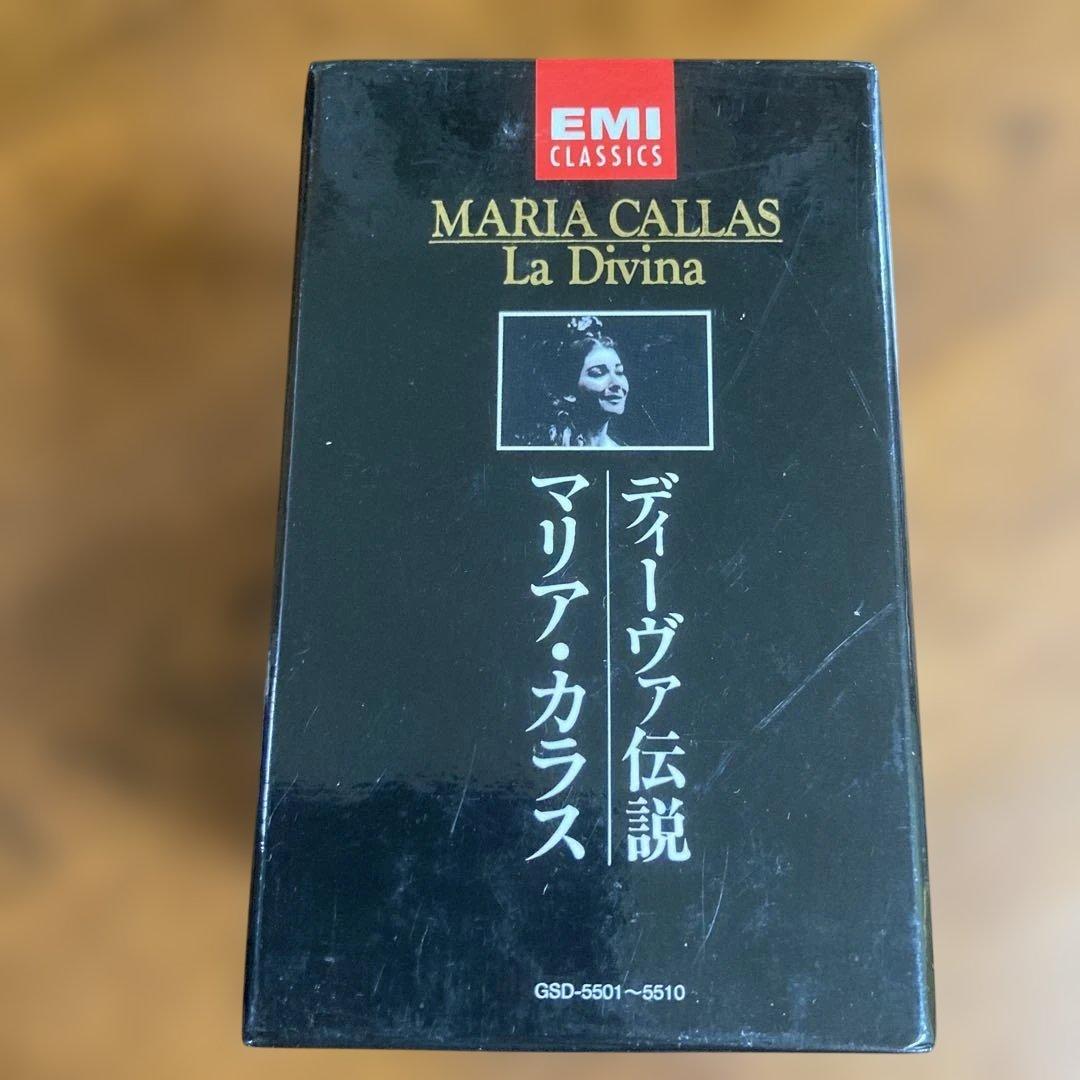 EMI
CLASSICS
MARIA CALLAS
La Divina
ディーヴァ伝説
マリア・カラス
GSD-5501～5510